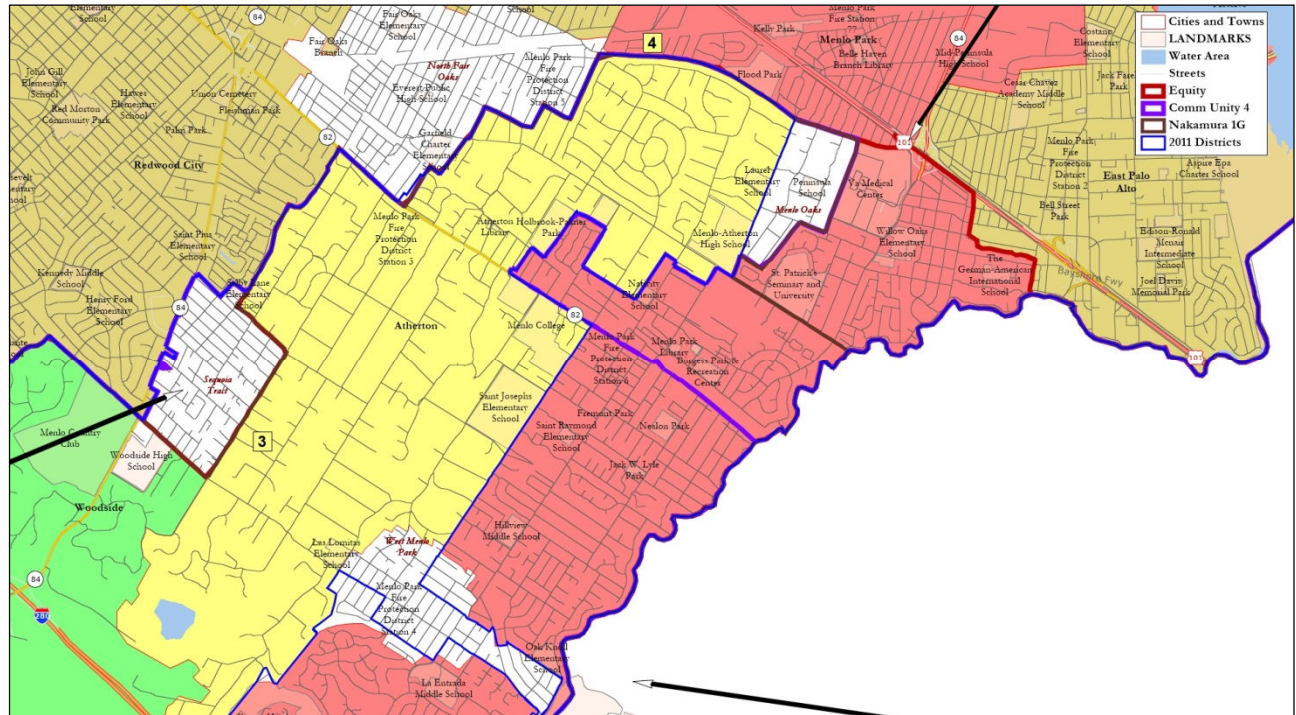 Elementary
School
84
Fair Oaks
Elementary
School
Fair Oaks
Branch
North Fair
Oaks
Everest Public
High School
Menlo Park
Fire
Protection
District
Station 5
4
Kelly Park
Menlo Park
Fire Station
77
Menlo Park
Belle Haven
Branch Library
Flood Park
84
Mid-Peninsula
High School
Costano
Elementary
School
Cesar Chavez
Academy Middle
School
Cities and Towns
LANDMARKS
Water Area
Streets
Equity
Comm Unity 4
Nakamura 1G
2011 Districts
John Gill
Elementary
School
Hawes
Elementary
School
Red Morton
Community Park
Union Cemetery
Fleishman Park
Palm Park
Redwood City
82
Garfield
Charter
Elementary
School
101
Menlo Park
Fire
Protection
District
Station 2
East Palo
Alto
Aspire Epa
Charter School
Bell Street
Park
Edison-Ronald
Mcnair
Intermediate
School
Joel Davis
Memorial Park
Laurel
Elementary
School
Peninsula
School
Menlo Oaks
Va Medical
Center
Willow Oaks
Elementary
School
The
German-American
International
School
Bayshore Fwy
101
Saint Pius
Elementary
School
Kennedy Middle
School
Henry Ford
Elementary
School
84
Selby Lane
Elementary
School
Menlo Park
Fire
Protection
District
Station 3
Atherton
Library
Holbrook-Palmer
Park
Menlo-Atherton
High School
St. Patrick's
Seminary and
University
Nativity
Elementary
School
Atherton
Menlo College
82
Menlo Park
Fire
Protection
District
Station 6
Menlo Park
Library
Burgess Park &
Recreation
Center
Sequoia
Tract
Menlo Country
Club
Woodside High
School
3
Saint Josephs
Elementary
School
Fremont Park
Saint Raymond
Elementary
School
Nealon Park
Jack W. Lyle
Park
Woodside
Hillview
Middle School
Las Lomitas
Elementary
School
West Menlo
Park
Menlo Park
Fire
Protection
District
Station 4
84
280
Oak Knoll
Elementary
School
La Entrada
Middle School